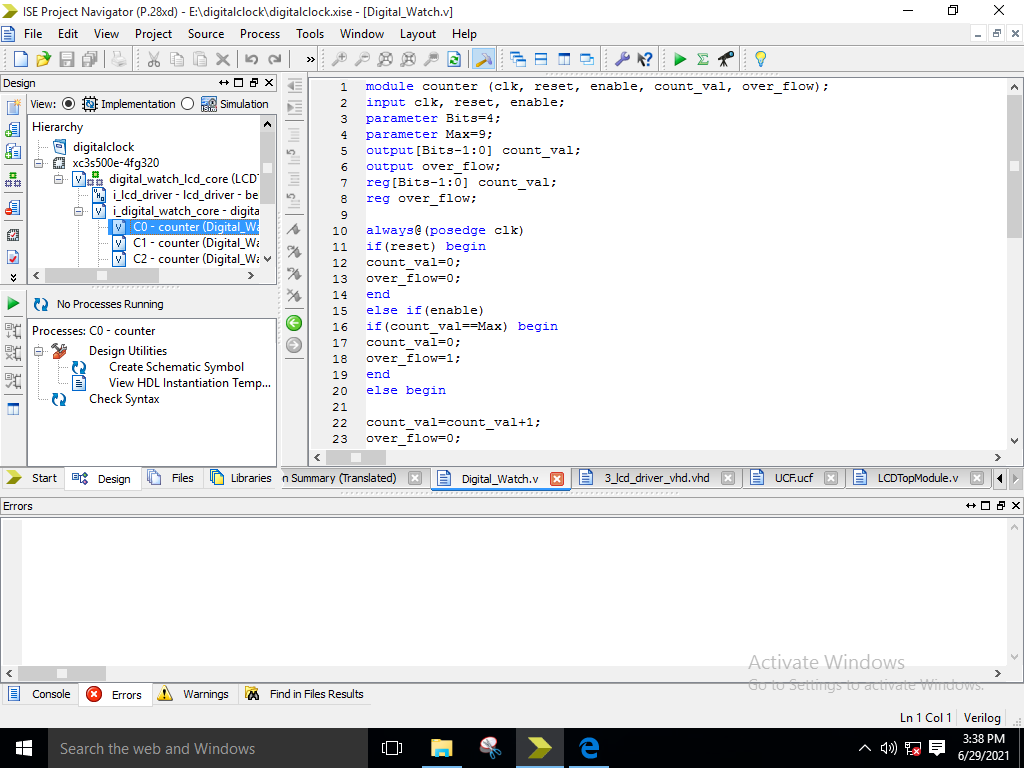 ISE Project Navigator (P.28xd) - E:\digitalclock\digitalclock.xise - [Digital_Watch.v]
File Edit View Project Source Process Tools Window Layout Help
Design
View: Implementation Simulation
Hierarchy
digitalclock
xc3s500e-4fg320
digital_watch_lcd_core (LCD
i_lcd_driver - lcd_driver - be
i_digital_watch_core - digita
C0 - counter (Digital_Wa
C1 - counter (Digital_Wa
C2 - counter (Digital_Wa
No Processes Running
Processes: C0 - counter
Design Utilities
Create Schematic Symbol
View HDL Instantiation Temp...
Check Syntax
1 module counter (clk, reset, enable, count_val, over_flow);
2 input clk, reset, enable;
3 parameter Bits=4;
4 parameter Max=9;
5 output[Bits-1:0] count_val;
6 output over_flow;
7 reg[Bits-1:0] count_val;
8 reg over_flow;
9
10 always@(posedge clk)
11 if(reset) begin
12 count_val=0;
13 over_flow=0;
14 end
15 else if(enable)
16 if(count_val==Max) begin
17 count_val=0;
18 over_flow=1;
19 end
20 else begin
21
22 count_val=count_val+1;
23 over_flow=0;
Start Design Files Libraries
n Summary (Translated) Digital_Watch.v 3_lcd_driver_vhd.vhd UCF.ucf LCDTopModule.v
Errors
Activate Windows
Go to Settings to activate Windows.
Console Errors Warnings Find in Files Results
Ln 1 Col 1 Verilog
Search the web and Windows
3:38 PM
6/29/2021